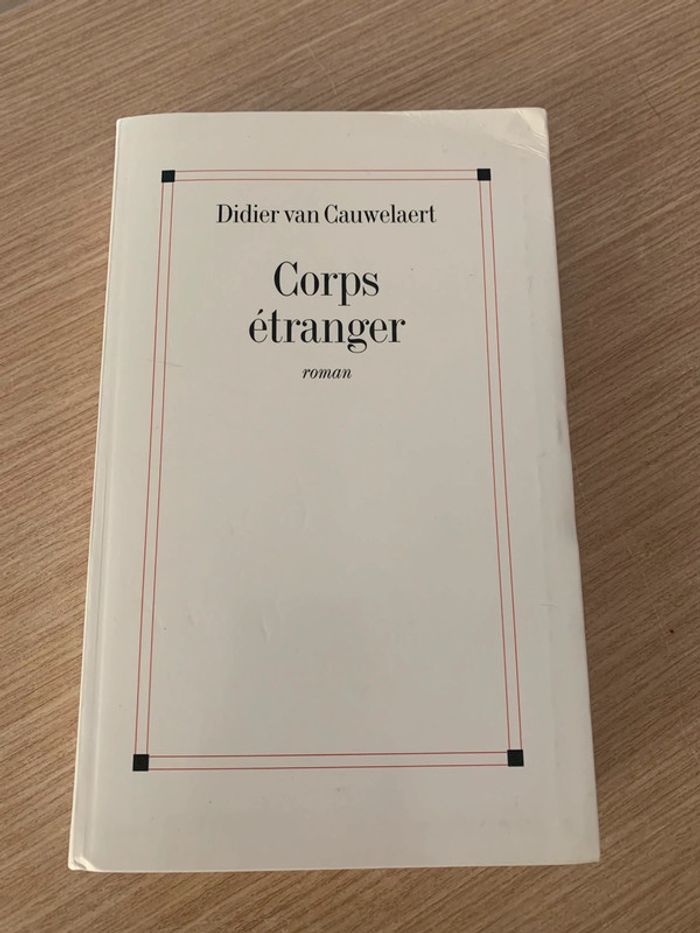 Didier van Cauwelaert
Corps
étranger
roman